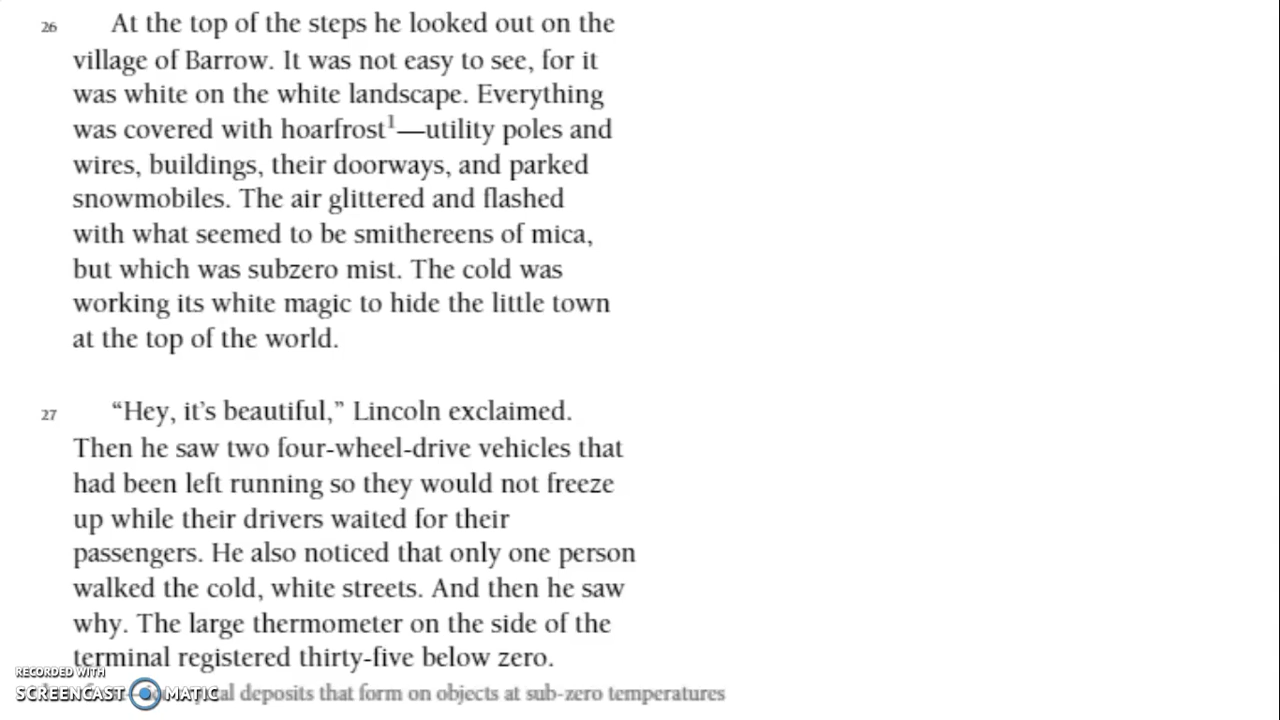 26 At the top of the steps he looked out on the
village of Barrow. It was not easy to see, for it
was white on the white landscape. Everything
was covered with hoarfrost1—utility poles and
wires, buildings, their doorways, and parked
snowmobiles. The air glittered and flashed
with what seemed to be smithereens of mica,
but which was subzero mist. The cold was
working its white magic to hide the little town
at the top of the world.
27 “Hey, it’s beautiful,” Lincoln exclaimed.
Then he saw two four-wheel-drive vehicles that
had been left running so they would not freeze
up while their drivers waited for their
passengers. He also noticed that only one person
walked the cold, white streets. And then he saw
why. The large thermometer on the side of the
terminal registered thirty-five below zero.
RECORDED WITH
SCREENCAST O MATIC
deposits that form on objects at sub-zero temperatures